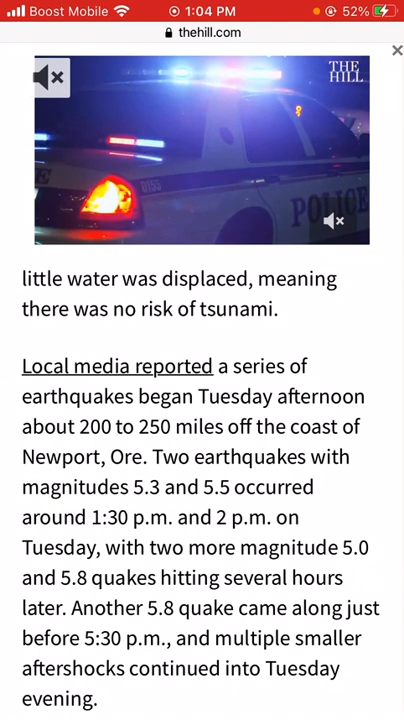 Boost Mobile 1:04 PM 52%
thehill.com
THE
HILL
POLICE
little water was displaced, meaning
there was no risk of tsunami.
Local media reported a series of
earthquakes began Tuesday afternoon
about 200 to 250 miles off the coast of
Newport, Ore. Two earthquakes with
magnitudes 5.3 and 5.5 occurred
around 1:30 p.m. and 2 p.m. on
Tuesday, with two more magnitude 5.0
and 5.8 quakes hitting several hours
later. Another 5.8 quake came along just
before 5:30 p.m., and multiple smaller
aftershocks continued into Tuesday
evening.